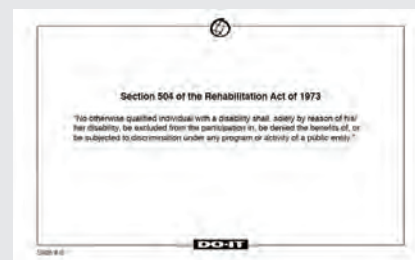 Section 504 of the Rehabilitation Act of 1973
"No otherwise qualified individual with a disability shall, solely by reason of his/
her disability, be excluded from the participation in, be denied the benefits of, or
be subjected to discrimination under any program or activity of a public entity."
DO-IT